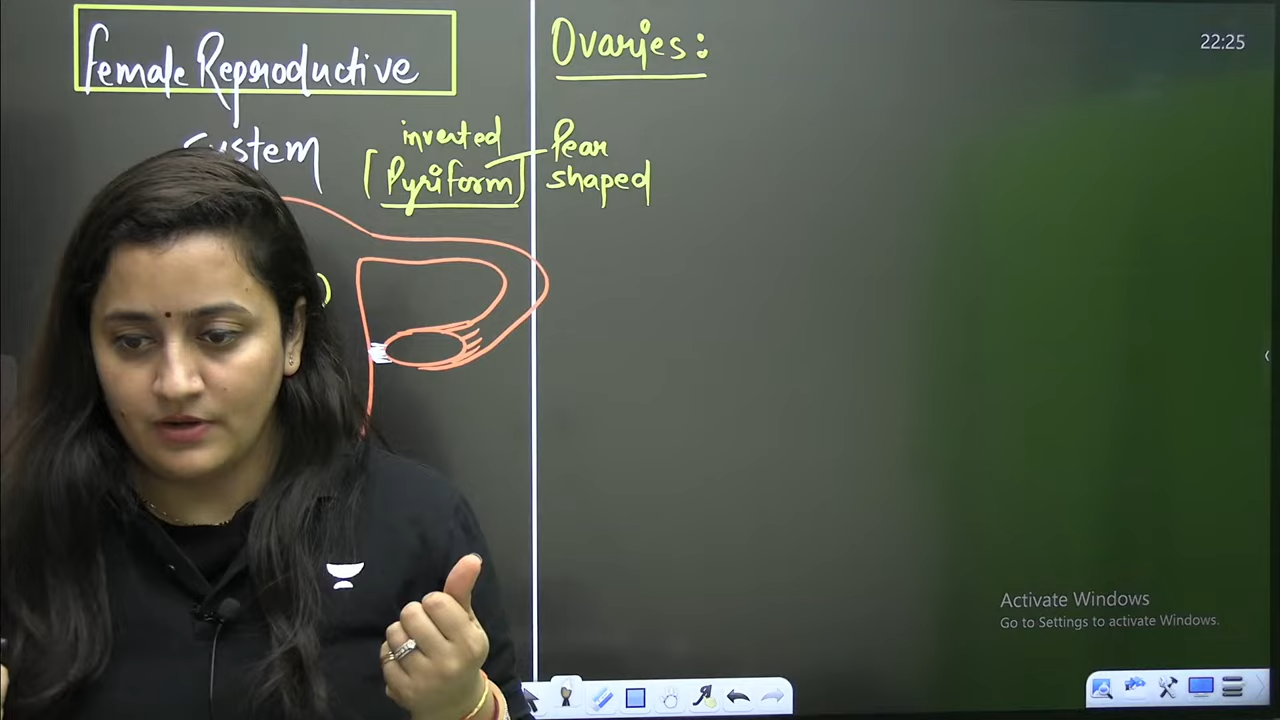 Female Reproductive
System
inverted
[Pyriform]
Pear
shaped
Ovaries:
22:25
Activate Windows
Go to Settings to activate Windows.